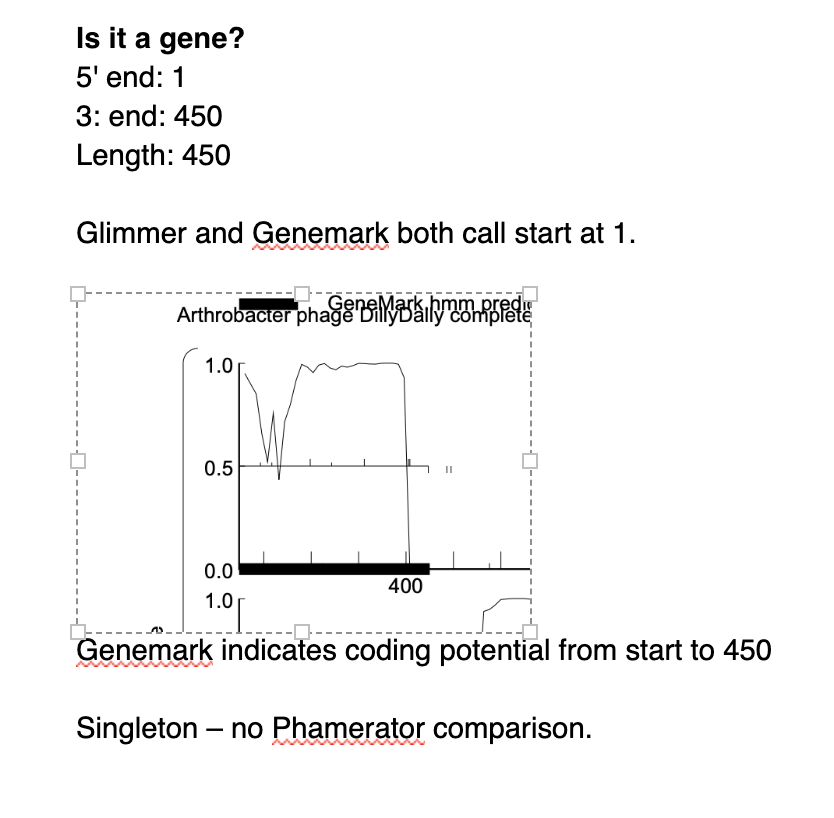 Is it a gene?
5' end: 1
3: end: 450
Length: 450
Glimmer and Genemark both call start at 1.
GeneMark.hmm predi
Arthrobacter phage DillyDally complete
1.0
0.5
0.0
400
1.0
Genemark indicates coding potential from start to 450
Singleton – no Phamerator comparison.